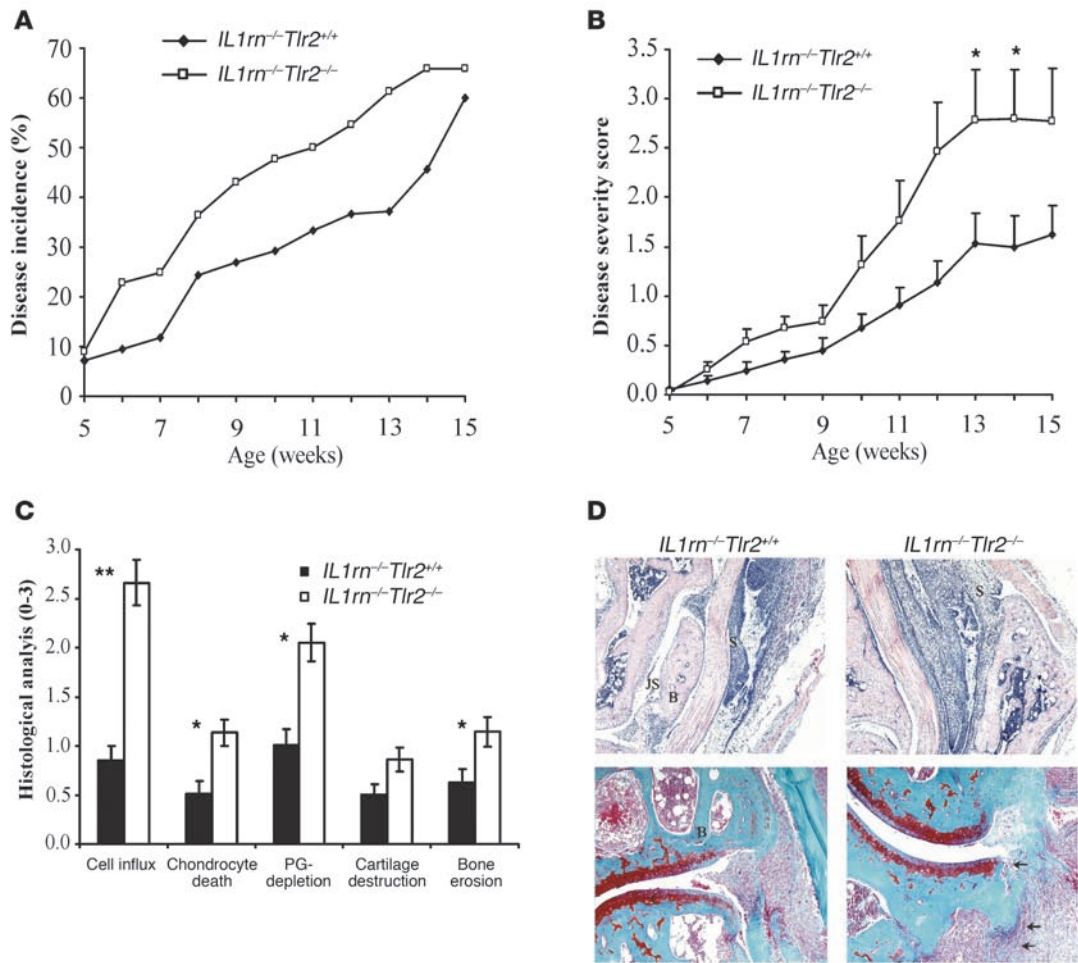 A
IL1rn–/–Tlr2+/+
IL1rn–/–Tlr2–/–
Disease incidence (%)
70
60
50
40
30
20
10
0
5 7 9 11 13 15
Age (weeks)
B
IL1rn–/–Tlr2+/+
IL1rn–/–Tlr2–/–
* *
Disease severity score
3.5
3.0
2.5
2.0
1.5
1.0
0.5
0.0
5 7 9 11 13 15
Age (weeks)
C
IL1rn–/–Tlr2+/+
IL1rn–/–Tlr2–/–
Histological analyis (0-3)
3.0
2.5
2.0
1.5
1.0
0.5
0.0
** * * *
Cell influx
Chondrocyte
death
PG-
depletion
Cartilage
destruction
Bone
erosion
D
IL1rn–/–Tlr2+/+
IL1rn–/–Tlr2–/–
S
JS
B
S
B